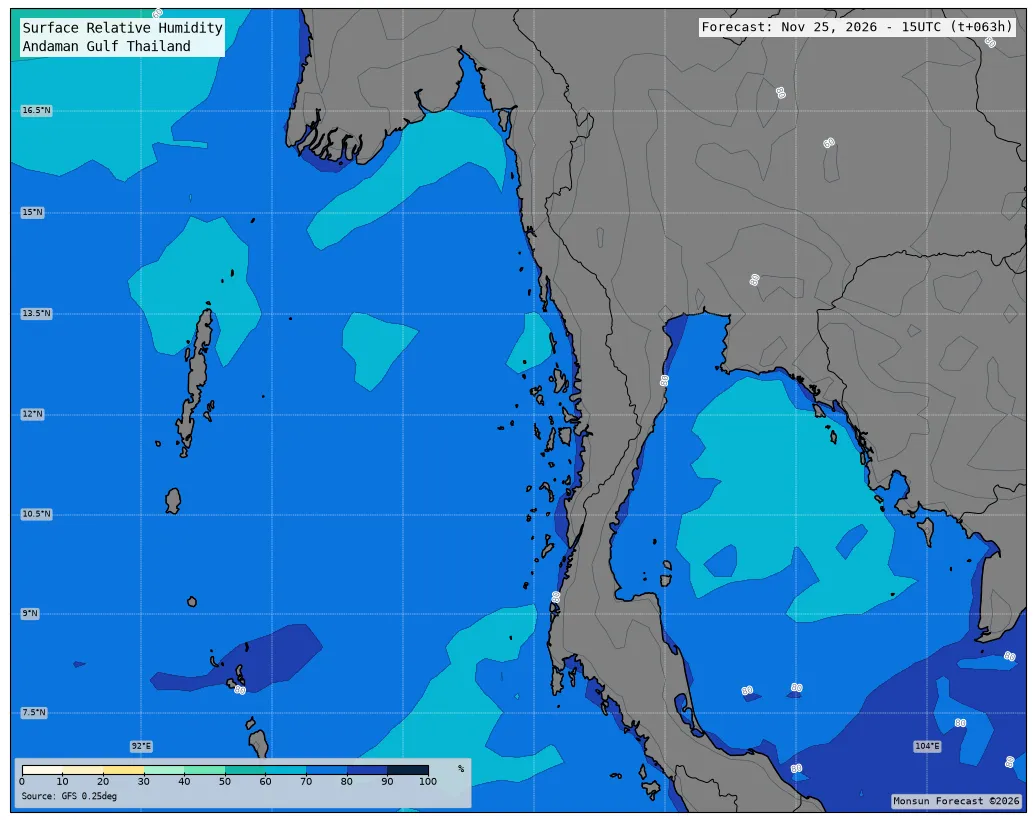 60
Surface Relative Humidity
Andaman Gulf Thailand
Forecast: Nov 25, 2026 - 15UTC (t+063h)
80
80
16.5°N
60
15°N
80
13.5°N
80
12°N
10.5°N
80
9°N
80
80
80
80
7.5°N
80
92°E
104°E
80
80
%
0 10 20 30 40 50 60 70 80 90 100
Source: GFS 0.25deg
Monsun Forecast ©2026